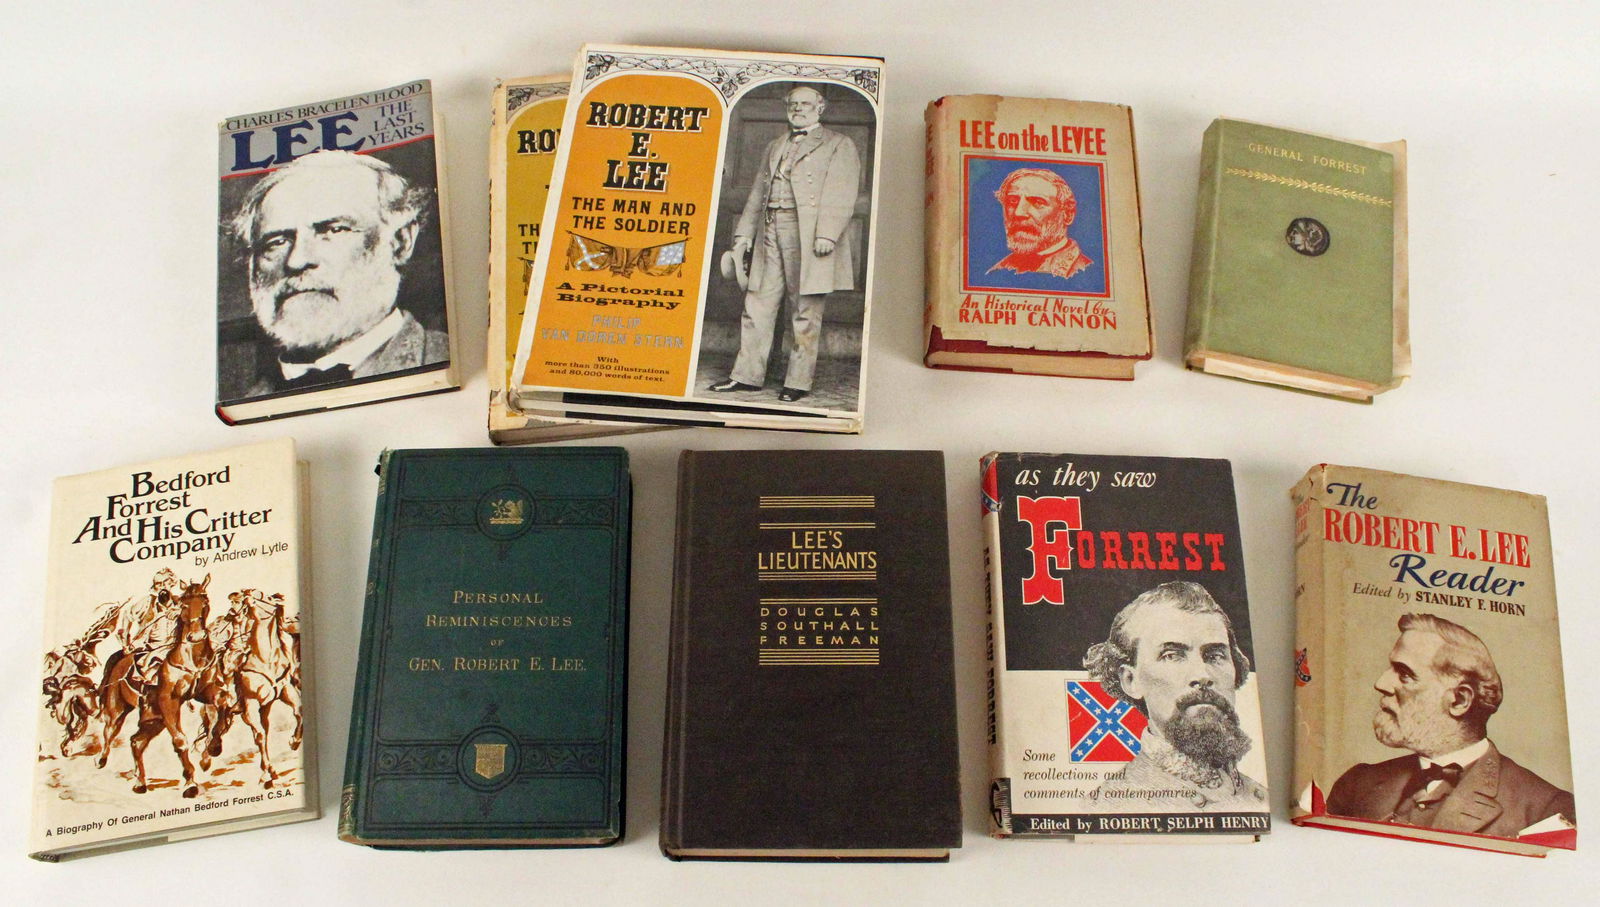 CHARLES BRACELEN FLOOD
LEE
THE
LAST
YEARS
RO
TH
T
ROBERT
E.
LEE
THE MAN AND
THE SOLDIER
A Pictorial
Biography
PHILIP
VAN DOREN STERN
With
more than 350 illustrations
and 80,000 words of text.
LEE on the LEVEE
An Historical Novel by
RALPH CANNON
GENERAL FORREST
Bedford
Forrest
And His Critter
Company
by Andrew Lytle
A Biography Of General Nathan Bedford Forrest C.S.A.
PERSONAL
REMINISCENCES
OF
GEN. ROBERT E. LEE.
LEE'S
LIEUTENANTS
DOUGLAS
SOUTHALL
FREEMAN
as they saw
FORREST
Some
recollections and
comments of contemporaries
Edited by ROBERT SELPH HENRY
The
ROBERT E. LEE
Reader
Edited by STANLEY F. HORN